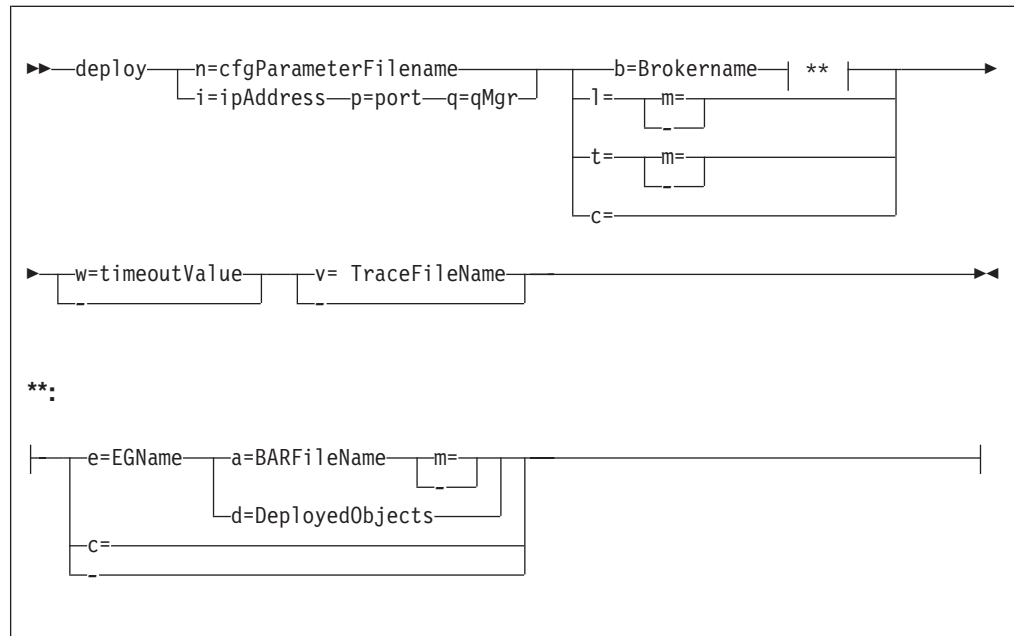 deploy n=cfgParameterFilename b=Brokername **
i=ipAddress p=port q=qMgr l= m=
-
t= m=
-
c=
w=timeoutValue v= TraceFileName
- -
**:
e=EGName a=BARFileName m=
-
d=DeployedObjects
c=
-